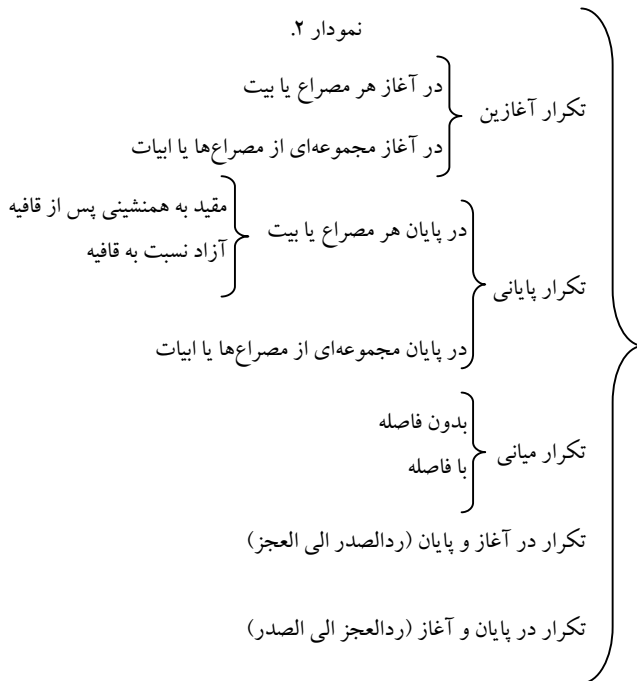 نمودار ۲.
تکرار آغازین
در آغاز هر مصراع یا بیت
در آغاز مجموعه‌ای از مصراع‌ها یا ابیات
تکرار پایانی
در پایان هر مصراع یا بیت
مقید به همنشینی پس از قافیه
آزاد نسبت به قافیه
در پایان مجموعه‌ای از مصراع‌ها یا ابیات
تکرار میانی
بدون فاصله
با فاصله
تکرار در آغاز و پایان (ردالصدر الی العجز)
تکرار در پایان و آغاز (ردالعجز الی الصدر)